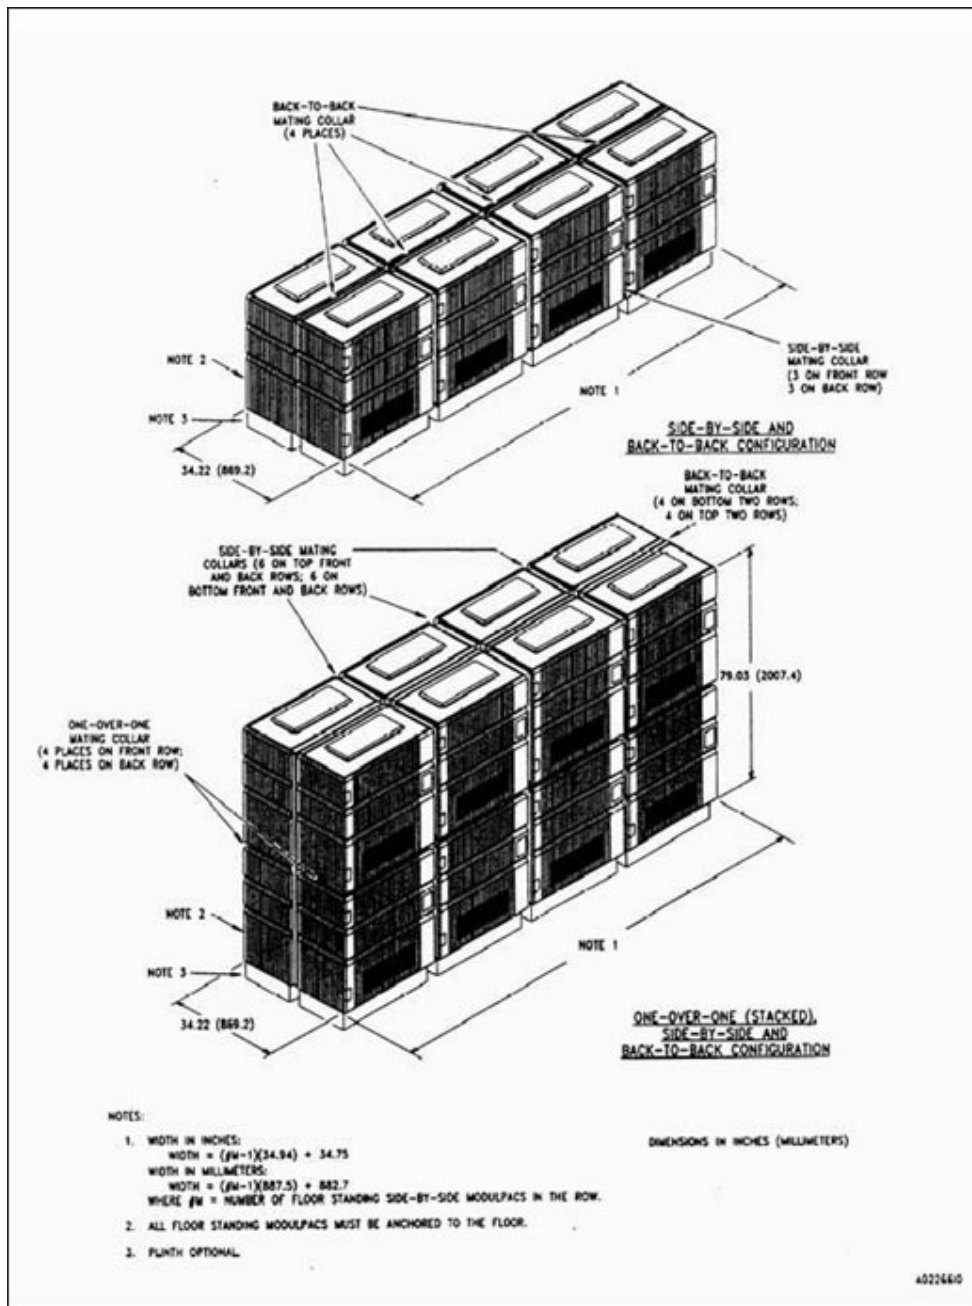 BACK-TO-BACK
MATING COLLAR
(4 PLACES)
NOTE 2
NOTE 3
34.22 (869.2)
NOTE 1
SIDE-BY-SIDE
MATING COLLAR
(3 ON FRONT ROW
3 ON BACK ROW)
SIDE-BY-SIDE AND
BACK-TO-BACK CONFIGURATION
BACK-TO-BACK
MATING COLLAR
(4 ON BOTTOM TWO ROWS;
4 ON TOP TWO ROWS)
SIDE-BY-SIDE MATING
COLLARS (6 ON TOP FRONT
AND BACK ROWS; 6 ON
BOTTOM FRONT AND BACK ROWS)
79.03 (2007.4)
ONE-OVER-ONE
MATING COLLAR
(4 PLACES ON FRONT ROW;
4 PLACES ON BACK ROW)
NOTE 2
NOTE 3
34.22 (869.2)
NOTE 1
ONE-OVER-ONE (STACKED),
SIDE-BY-SIDE AND
BACK-TO-BACK CONFIGURATION
NOTES:
1. WIDTH IN INCHES:
WIDTH = (#M-1)(34.94) + 34.75
WIDTH IN MILLIMETERS:
WIDTH = (#M-1)(887.5) + 882.7
WHERE #M = NUMBER OF FLOOR STANDING SIDE-BY-SIDE MODULPACS IN THE ROW.
2. ALL FLOOR STANDING MODULPACS MUST BE ANCHORED TO THE FLOOR.
3. PLINTH OPTIONAL.
DIMENSIONS IN INCHES (MILLIMETERS)
A0226610